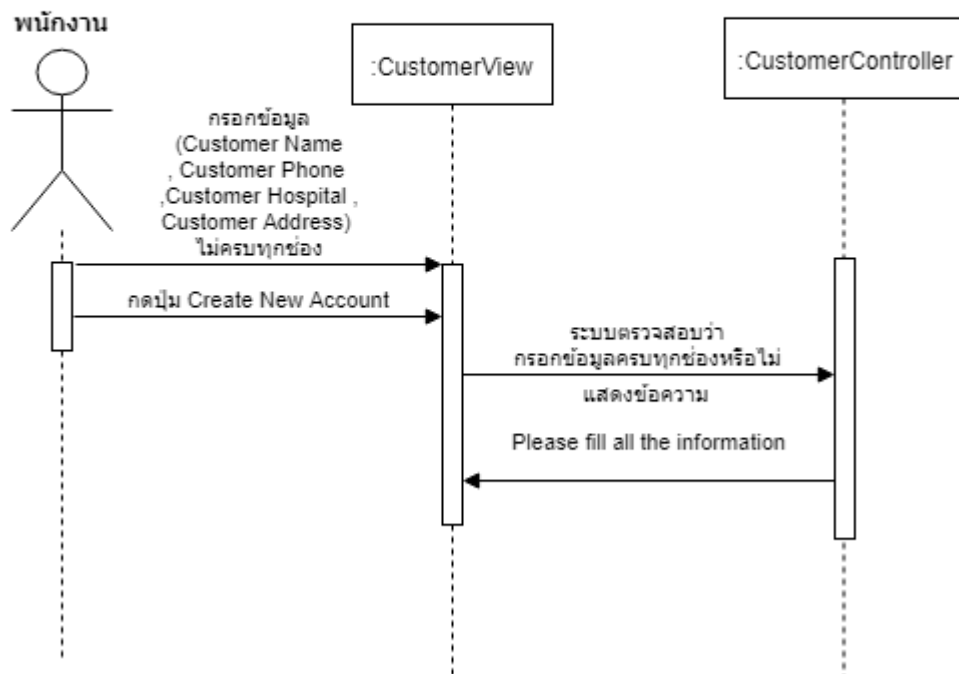 พนักงาน
:CustomerView
:CustomerController
กรอกข้อมูล
(Customer Name
, Customer Phone
,Customer Hospital ,
Customer Address)
ไม่ครบทุกช่อง
กดปุ่ม Create New Account
ระบบตรวจสอบว่า
กรอกข้อมูลครบทุกช่องหรือไม่
แสดงข้อความ
Please fill all the information